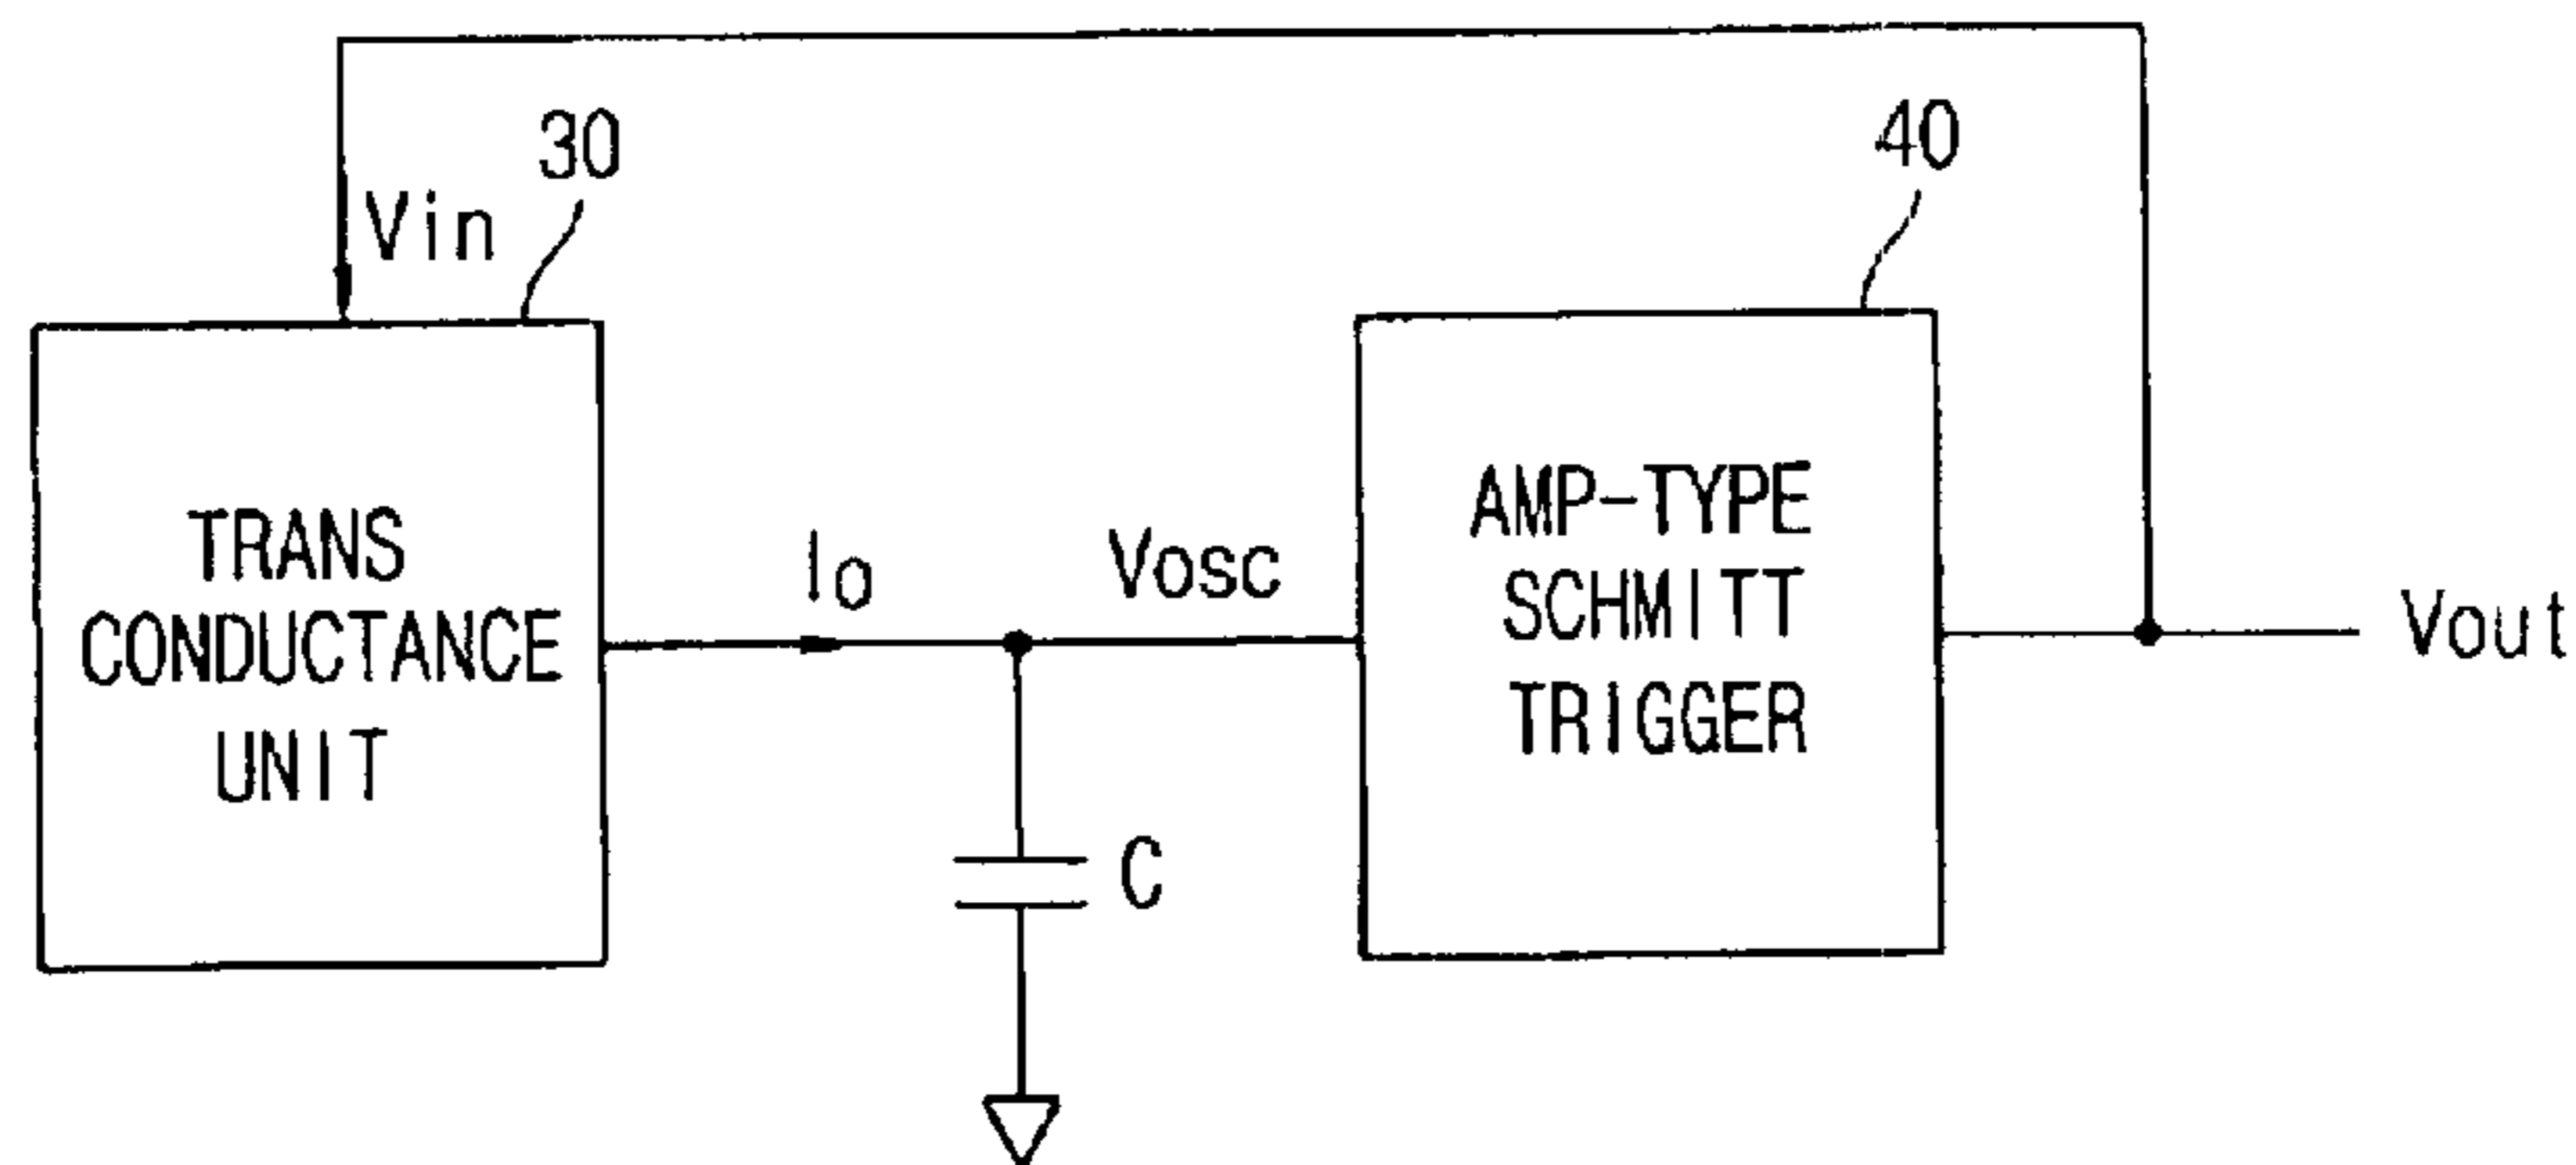 30
40
Vin
TRANS
CONDUCTANCE
UNIT
Io
Vosc
AMP-TYPE
SCHMITT
TRIGGER
Vout
C